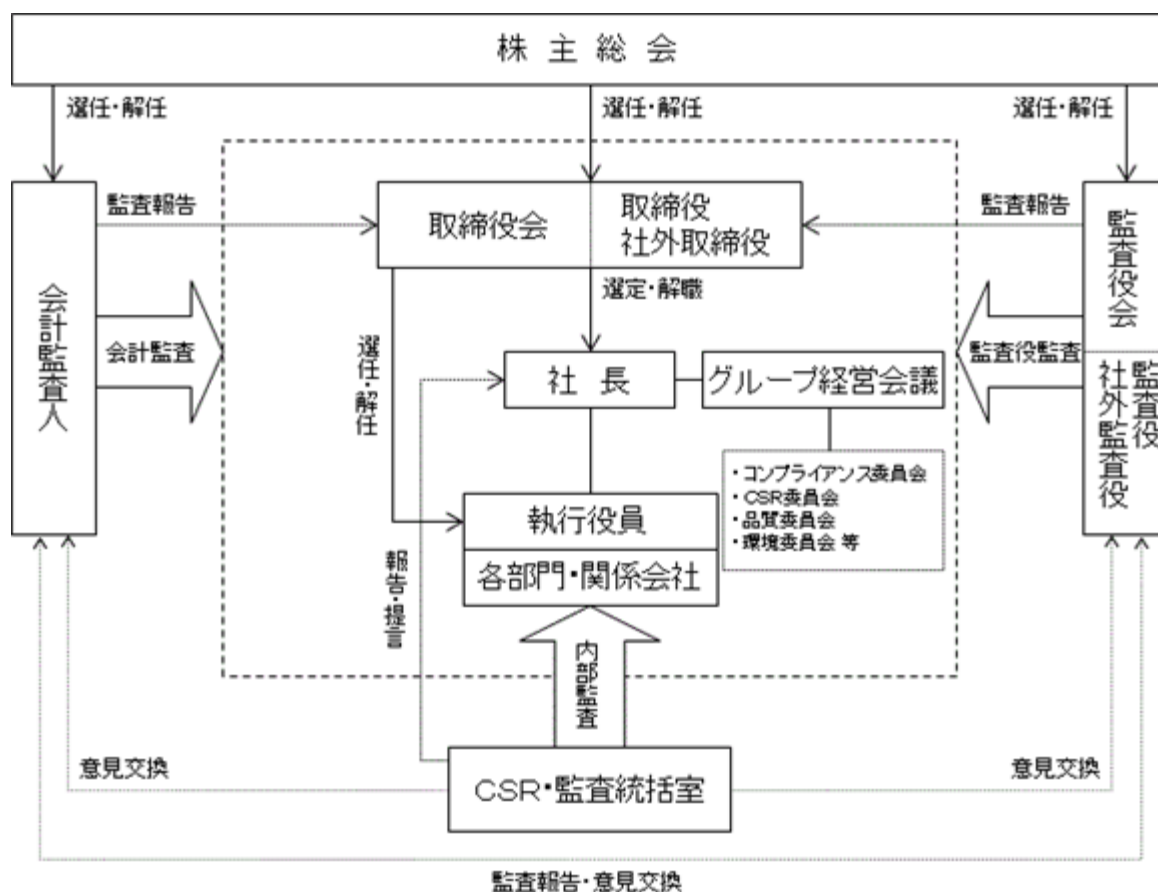 株主総会
選任・解任
選任・解任
選任・解任
会計監査人
監査報告
取締役会
取締役
社外取締役
監査報告
監査役会
監査役
社外監査役
会計監査
選定・解職
監査役監査
選任・解任
社長
グループ経営会議
・コンプライアンス委員会
・CSR委員会
・品質委員会
・環境委員会 等
執行役員
各部門・関係会社
報告・提言
内部監査
意見交換
CSR・監査統括室
意見交換
監査報告・意見交換